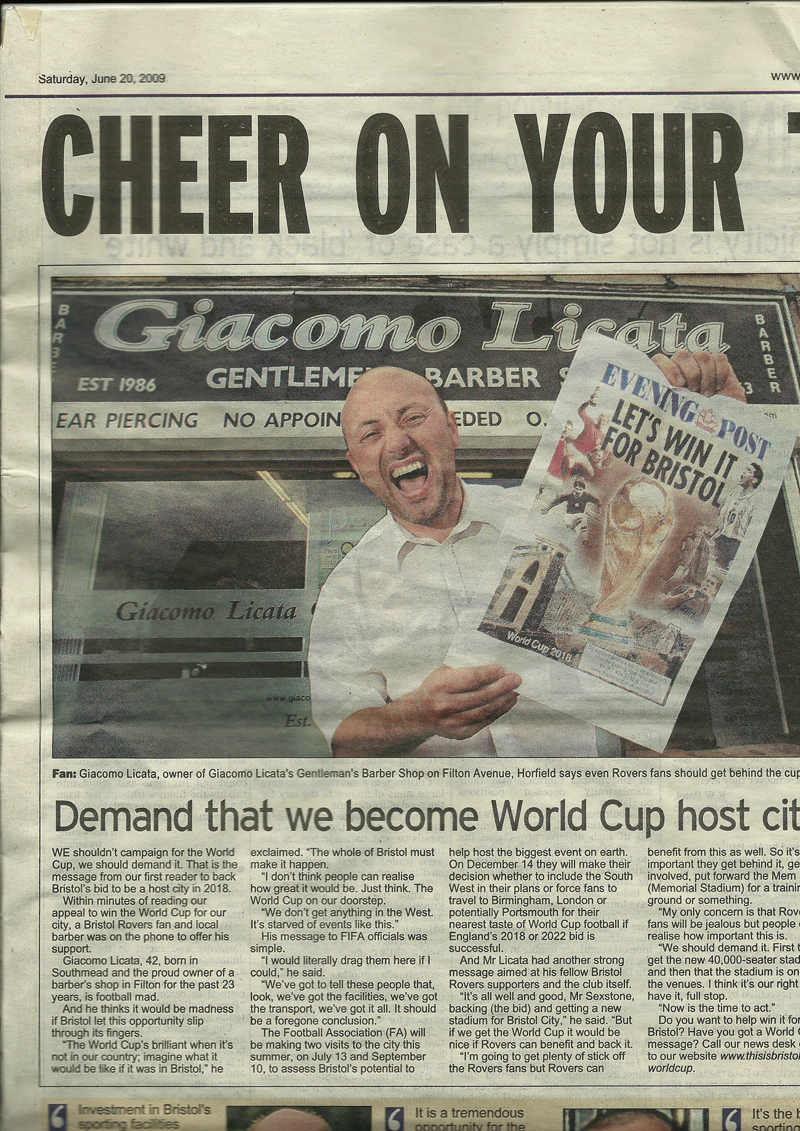 Saturday, June 20, 2009
www
CHEER ON YOUR
BARBE
Giacomo Licata
BARBER
EST 1986
GENTLEME
BARBER S
3
EAR PIERCING NO APPOIN
EDED O.
EVENING POST
LET'S WIN IT
FOR BRISTOL
World Cup 2018
Giacomo Licata
www.giaco
Est.
Fan: Giacomo Licata, owner of Giacomo Licata's Gentleman's Barber Shop on Filton Avenue, Horfield says even Rovers fans should get behind the cup
Demand that we become World Cup host cit
WE shouldn't campaign for the World
Cup, we should demand it. That is the
message from our first reader to back
Bristol's bid to be a host city in 2018.
Within minutes of reading our
appeal to win the World Cup for our
city, a Bristol Rovers fan and local
barber was on the phone to offer his
support.
Giacomo Licata, 42, born in
Southmead and the proud owner of a
barber's shop in Filton for the past 23
years, is football mad.
And he thinks it would be madness
if Bristol let this opportunity slip
through its fingers.
"The World Cup's brilliant when it's
not in our country; imagine what it
would be like if it was in Bristol," he
exclaimed. "The whole of Bristol must
make it happen.
"I don't think people can realise
how great it would be. Just think. The
World Cup on our doorstep.
"We don't get anything in the West.
It's starved of events like this."
His message to FIFA officials was
simple.
"I would literally drag them here if I
could," he said.
"We've got to tell these people that,
look, we've got the facilities, we've got
the transport, we've got it all. It should
be a foregone conclusion."
The Football Association (FA) will
be making two visits to the city this
summer, on July 13 and September
10, to assess Bristol's potential to
help host the biggest event on earth.
On December 14 they will make their
decision whether to include the South
West in their plans or force fans to
travel to Birmingham, London or
potentially Portsmouth for their
nearest taste of World Cup football if
England's 2018 or 2022 bid is
successful.
And Mr Licata had another strong
message aimed at his fellow Bristol
Rovers supporters and the club itself.
"It's all well and good, Mr Sexstone,
backing (the bid) and getting a new
stadium for Bristol City," he said. "But
if we get the World Cup it would be
nice if Rovers can benefit and back it.
"I'm going to get plenty of stick off
the Rovers fans but Rovers can
benefit from this as well. So it's
important they get behind it, ge
involved, put forward the Mem
(Memorial Stadium) for a trainin
ground or something.
"My only concern is that Rove
fans will be jealous but people
realise how important this is.
"We should demand it. First t
get the new 40,000-seater stad
and then that the stadium is on
the venues. I think it's our right
have it, full stop.
"Now is the time to act."
Do you want to help win it for
Bristol? Have you got a World C
message? Call our news desk
to our website www.thisisbristol
worldcup.
Investment in Bristol's
sporting facilities
It is a tremendous
opportunity for the
It's the b
sporting